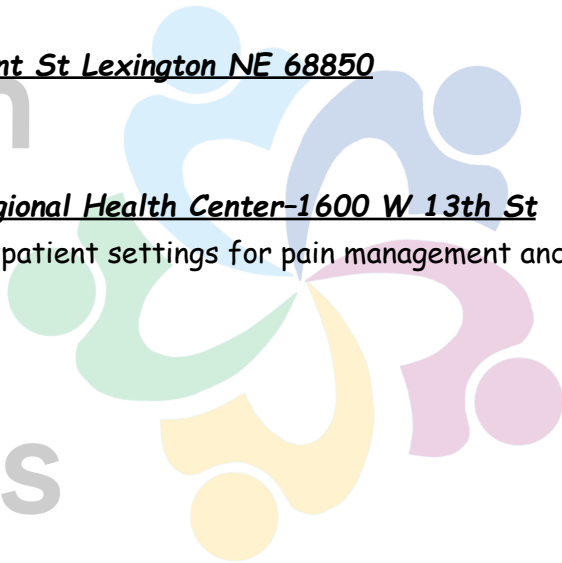 nt St Lexington NE 68850
n
gional Health Center–1600 W 13th St
patient settings for pain management and
s